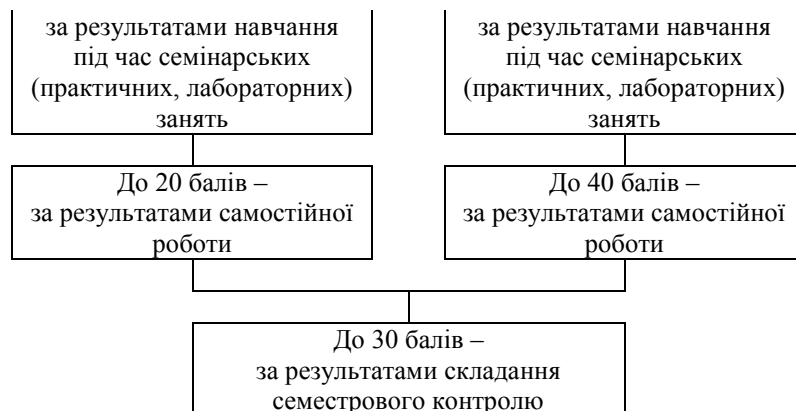 за результатами навчання
під час семінарських
(практичних, лабораторних)
занять
за результатами навчання
під час семінарських
(практичних, лабораторних)
занять
До 20 балів –
за результатами самостійної
роботи
До 40 балів –
за результатами самостійної
роботи
До 30 балів –
за результатами складання
семестрового контролю